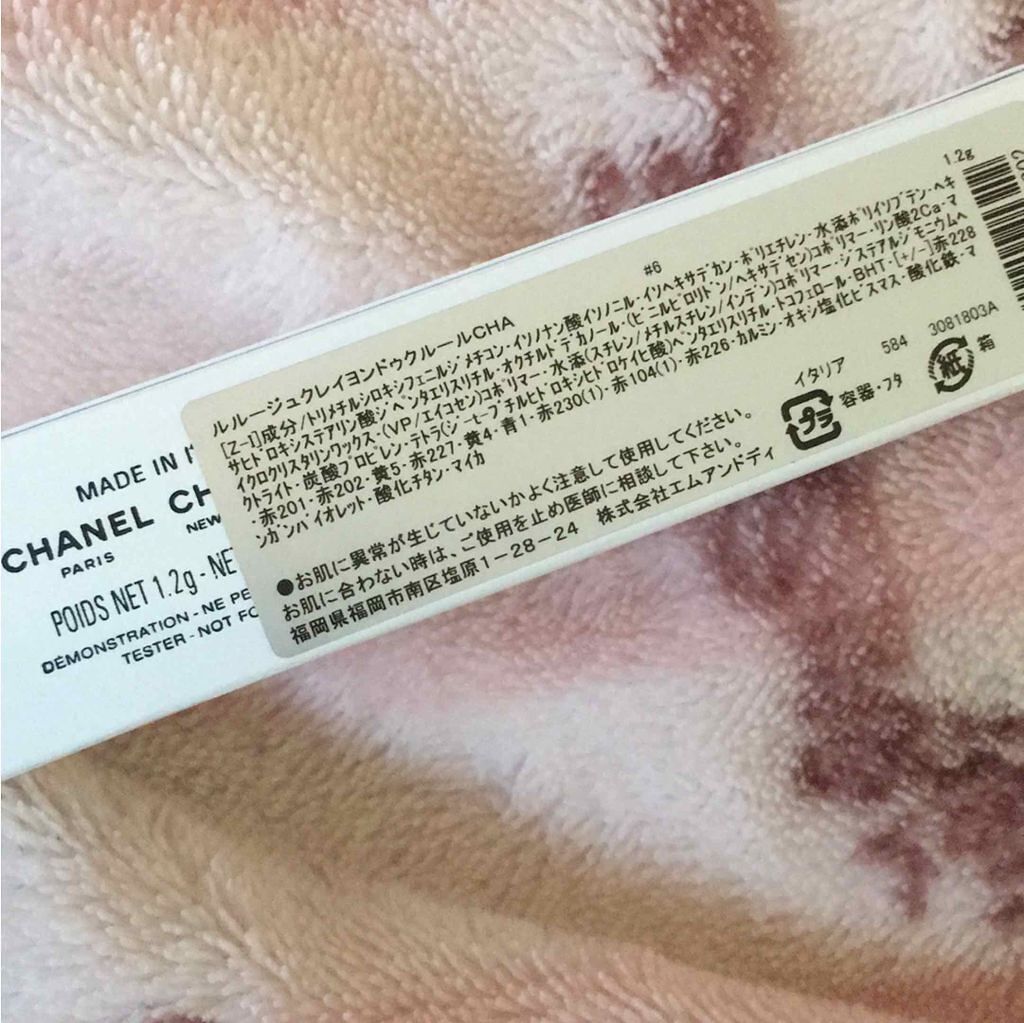 MADE IN I
CHANEL CH
PARIS
NEW
POIDS NET 1.2g - NE
DEMONSTRATION - NE PE
TESTER - NOT FO
ルルージュクレイヨンドゥクルールCHA #6 1.2g
[Z-I]成分/トリメチルシロキシフェニルジメチコン・イソノナン酸イソノニル・イソヘキサデカン・ポリエチレン・水添ポリイソブテン・ヘキ
サヒドロキシステアリン酸ジペンタエリスリチル・オクチルドデカノール・(ビニルピロリドン/ヘキサデセン)コポリマー・リン酸2Ca・マ
イクロクリスタリンワックス・(VP/エイコセン)コポリマー・水添(スチレン/メチルスチレン/インデン)コポリマー・ジステアルジモニウムヘ
クトライト・炭酸プロピレン・テトラ(ジ-t-ブチルヒドロキシヒドロケイヒ酸)ペンタエリスリチル・トコフェロール・BHT・[+/-]赤228
・赤201・赤202・黄5・赤227・黄4・青1・赤230(1)・赤104(1)・赤226・カルミン・オキシ塩化ビスマス・酸化鉄・マ
ンガンバイオレット・酸化チタン・マイカ
●お肌に異常が生じていないかよく注意して使用してください。
お肌に合わない時は、ご使用を止め医師に相談して下さい。
福岡県福岡市南区塩原1-28-24 株式会社エムアンドディ
イタリア 584 3081803A
プラ 容器・フタ 紙 箱